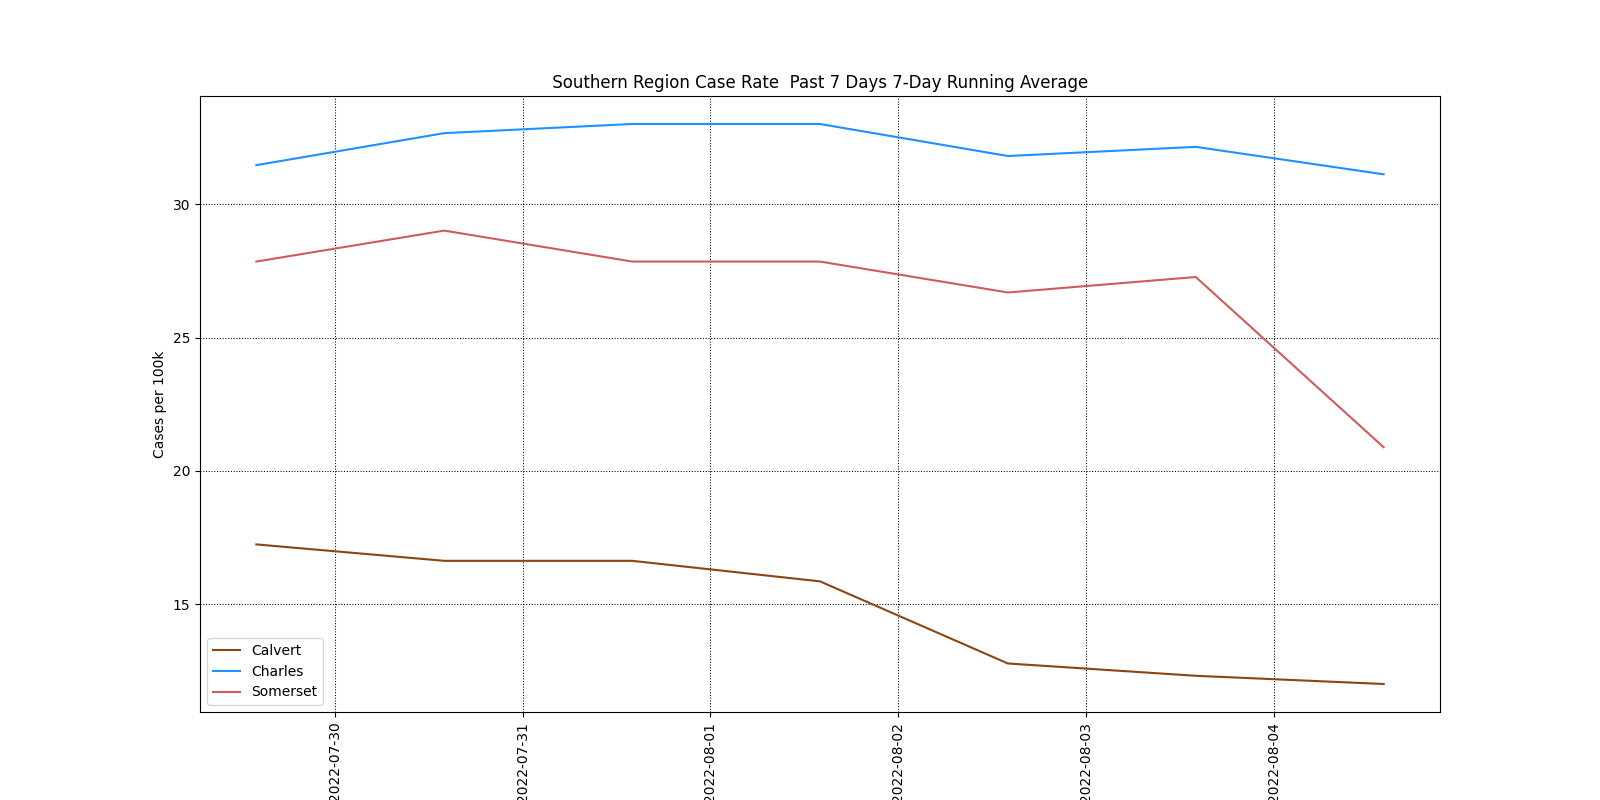 Southern Region Case Rate  Past 7 Days 7-Day Running Average
Cases per 100k
30
25
20
15
Calvert
Charles
Somerset
2022-07-30
2022-07-31
2022-08-01
2022-08-02
2022-08-03
2022-08-04